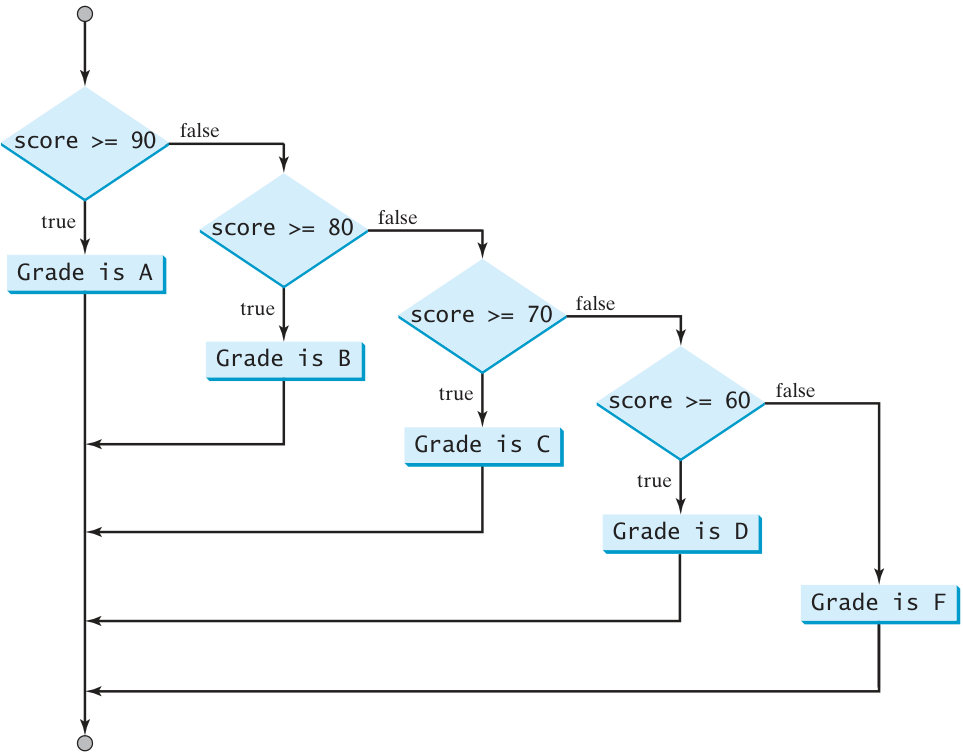 score >= 90
false
true
Grade is A
score >= 80
false
true
Grade is B
score >= 70
false
true
Grade is C
score >= 60
false
true
Grade is D
Grade is F